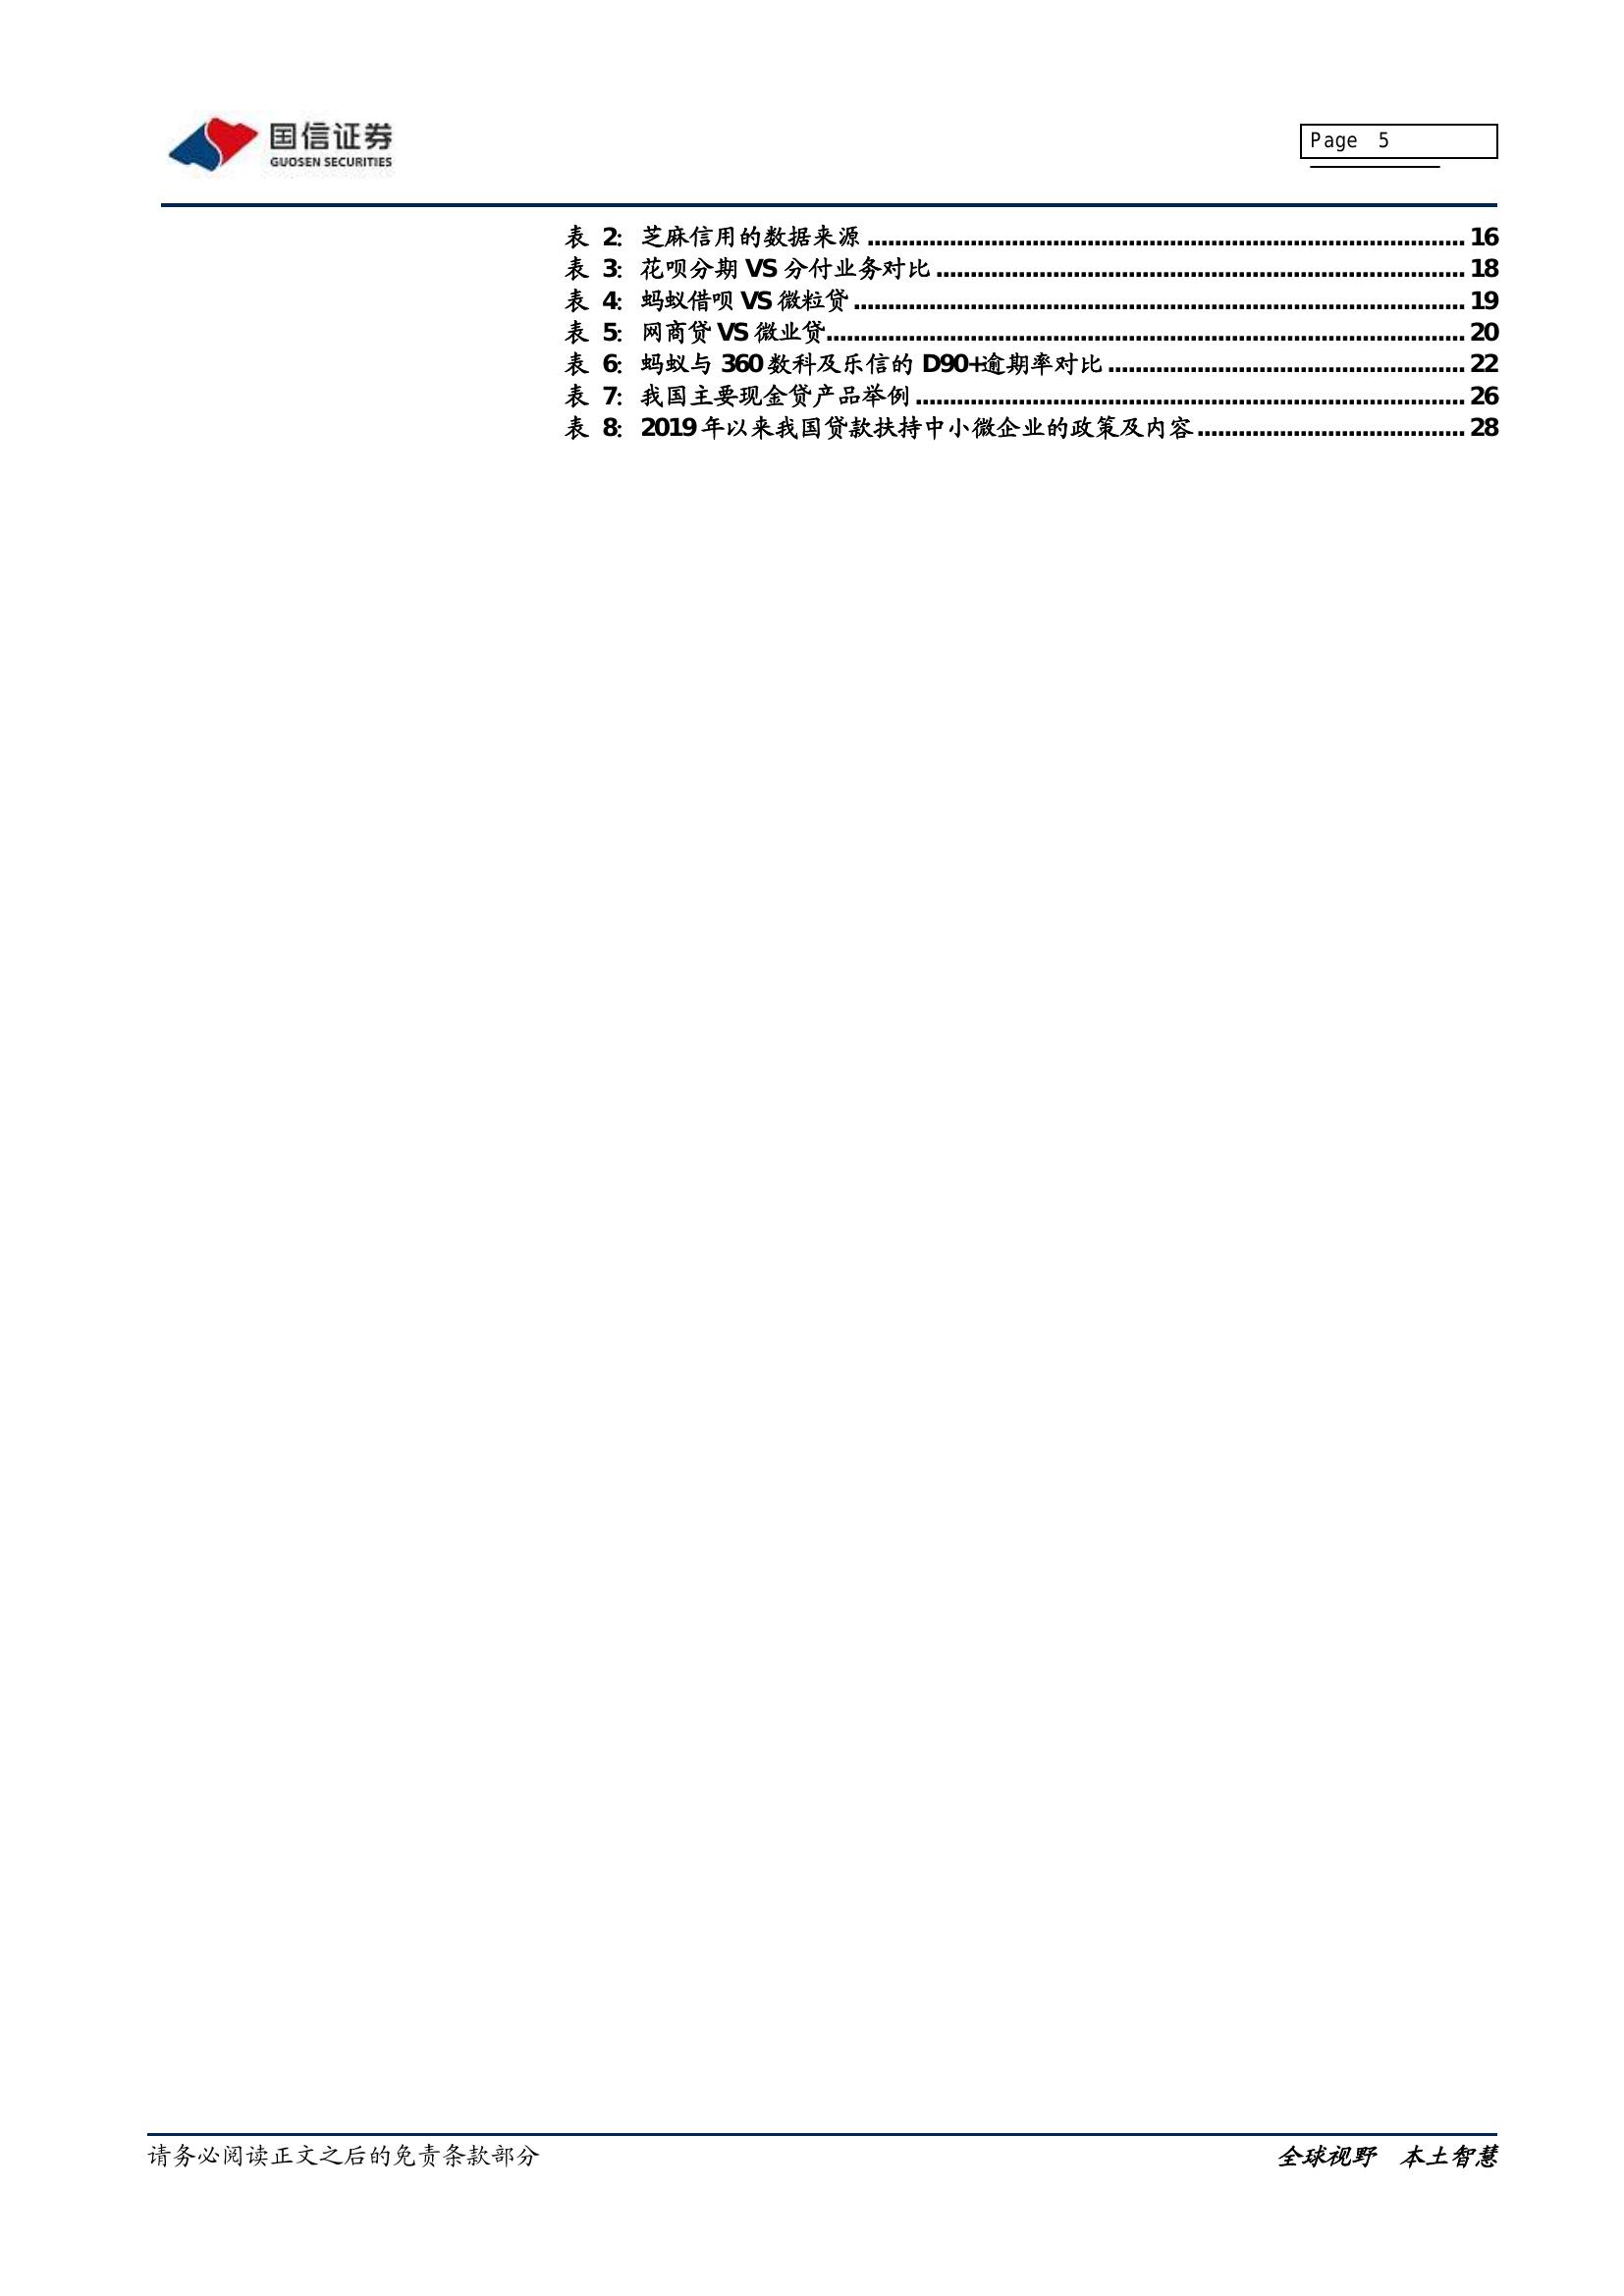 国信证券
GUOSEN SECURITIES
Page 5
表 2: 芝麻信用的数据来源 ........................................................................................ 16
表 3: 花呗分期 VS 分付业务对比 ............................................................................. 18
表 4: 蚂蚁借呗 VS 微粒贷 ......................................................................................... 19
表 5: 网商贷 VS 微业贷............................................................................................. 20
表 6: 蚂蚁与 360 数科及乐信的 D90+逾期率对比 .................................................... 22
表 7: 我国主要现金贷产品举例 ................................................................................ 26
表 8: 2019 年以来我国贷款扶持中小微企业的政策及内容 ....................................... 28
请务必阅读正文之后的免责条款部分
全球视野 本土智慧